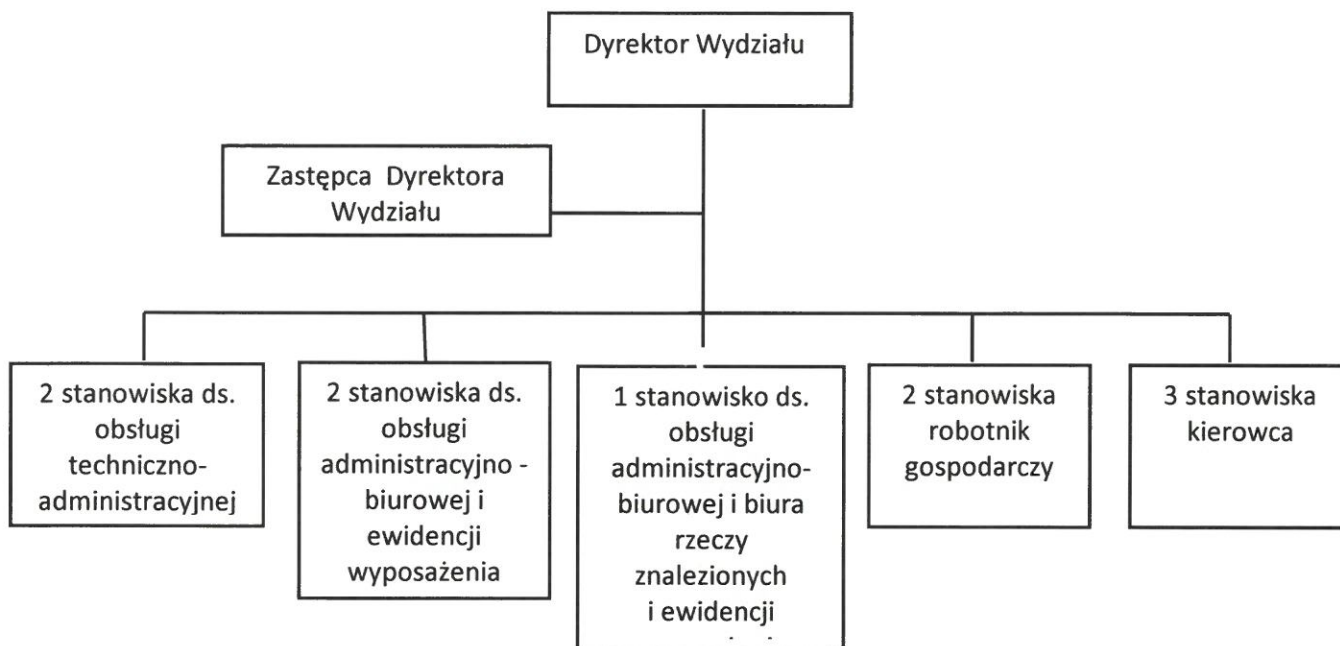 Dyrektor Wydziału
Zastępca Dyrektora
Wydziału
2 stanowiska ds.
obsługi
techniczno-
administracyjnej
2 stanowiska ds.
obsługi
administracyjno -
biurowej i
ewidencji
wyposażenia
1 stanowisko ds.
obsługi
administracyjno-
biurowej i biura
rzeczy
znalezionych
i ewidencji
2 stanowiska
robotnik
gospodarczy
3 stanowiska
kierowca